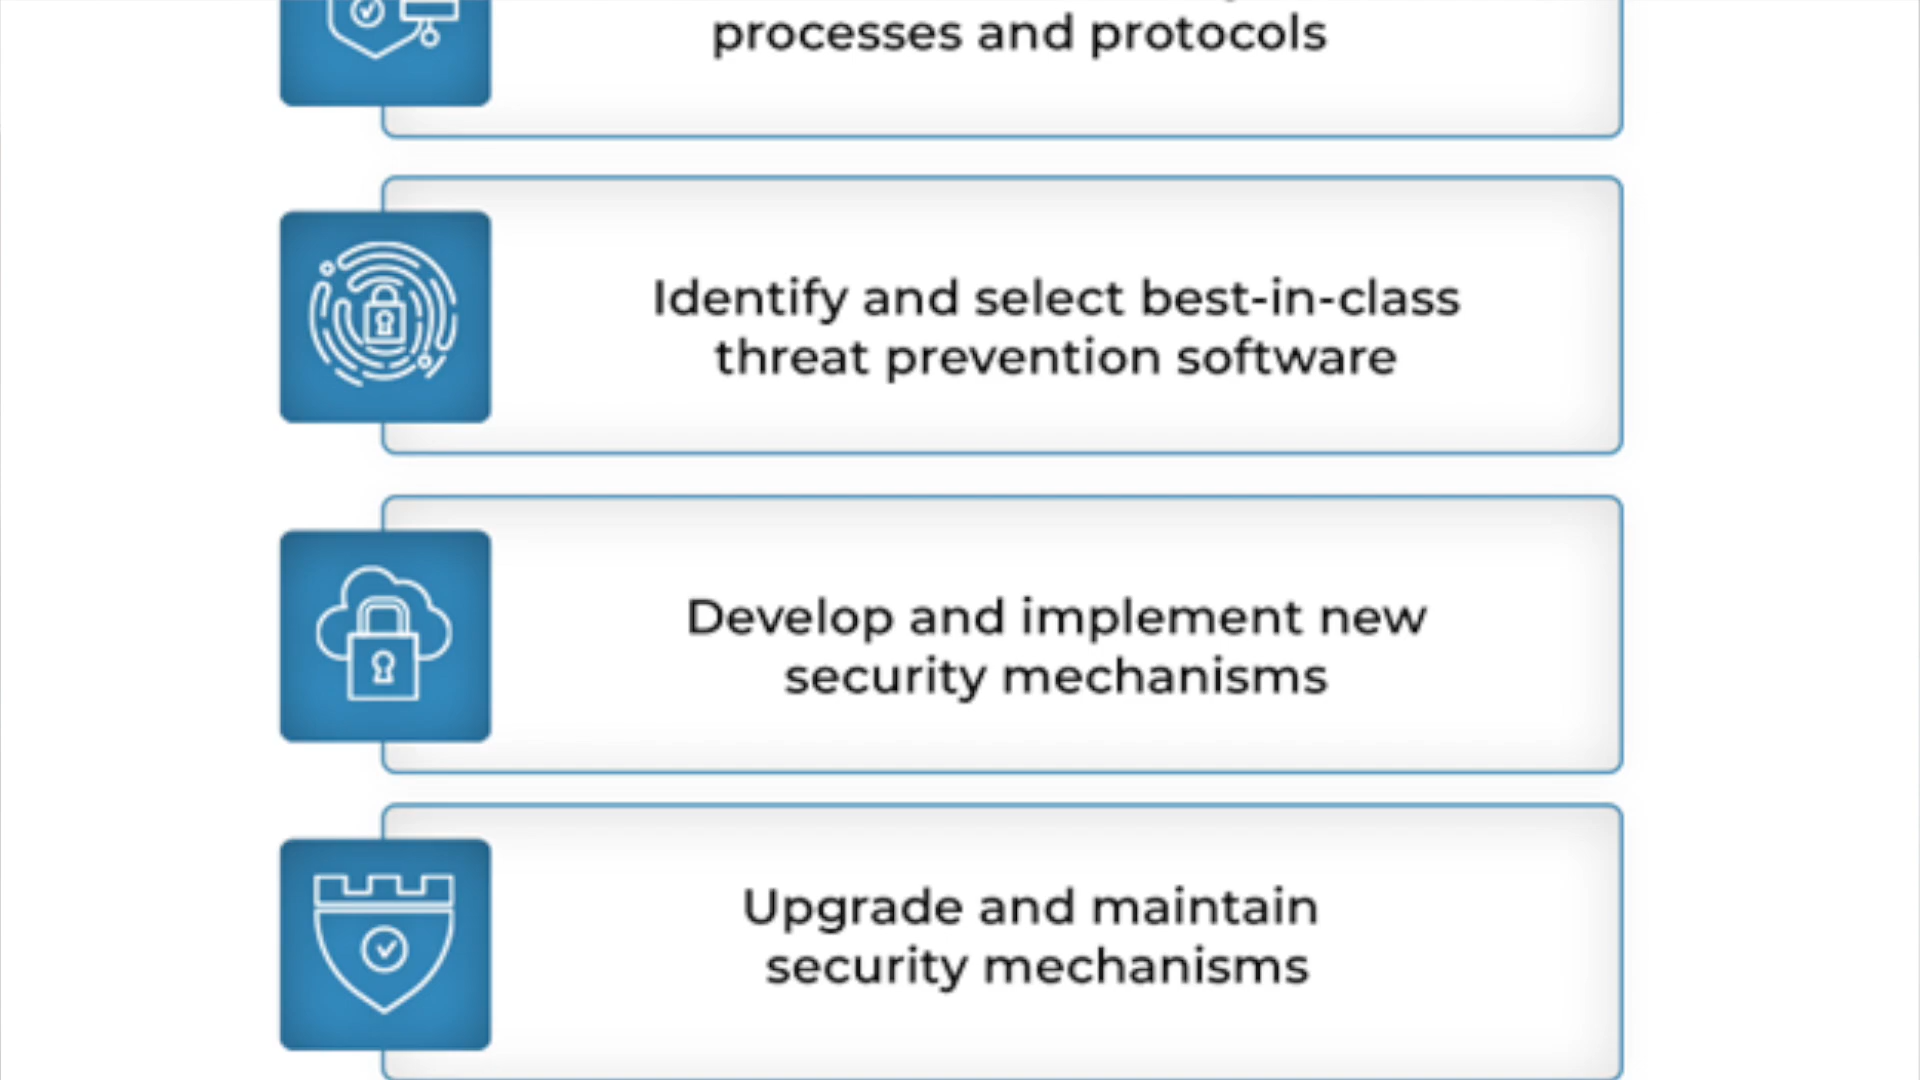 processes and protocols
Identify and select best-in-class
threat prevention software
Develop and implement new
security mechanisms
Upgrade and maintain
security mechanisms